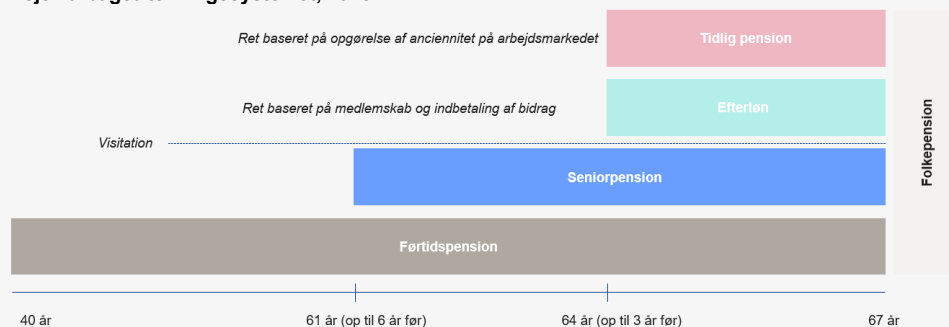 Ret baseret på opgørelse af anciennitet på arbejdsmarkedet
Tidlig pension
Ret baseret på medlemskab og indbetaling af bidrag
Efterløn
Visitation
Seniorpension
Førtidspension
Folkepension
40 år
61 år (op til 6 år før)
64 år (op til 3 år før)
67 år